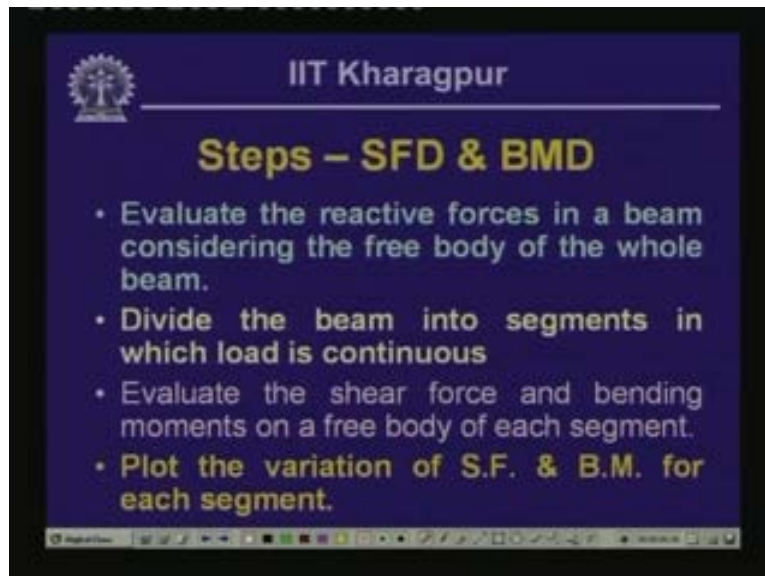 IIT Kharagpur
Steps – SFD & BMD
• Evaluate the reactive forces in a beam
considering the free body of the whole
beam.
• Divide the beam into segments in
which load is continuous
• Evaluate the shear force and bending
moments on a free body of each segment.
• Plot the variation of S.F. & B.M. for
each segment.